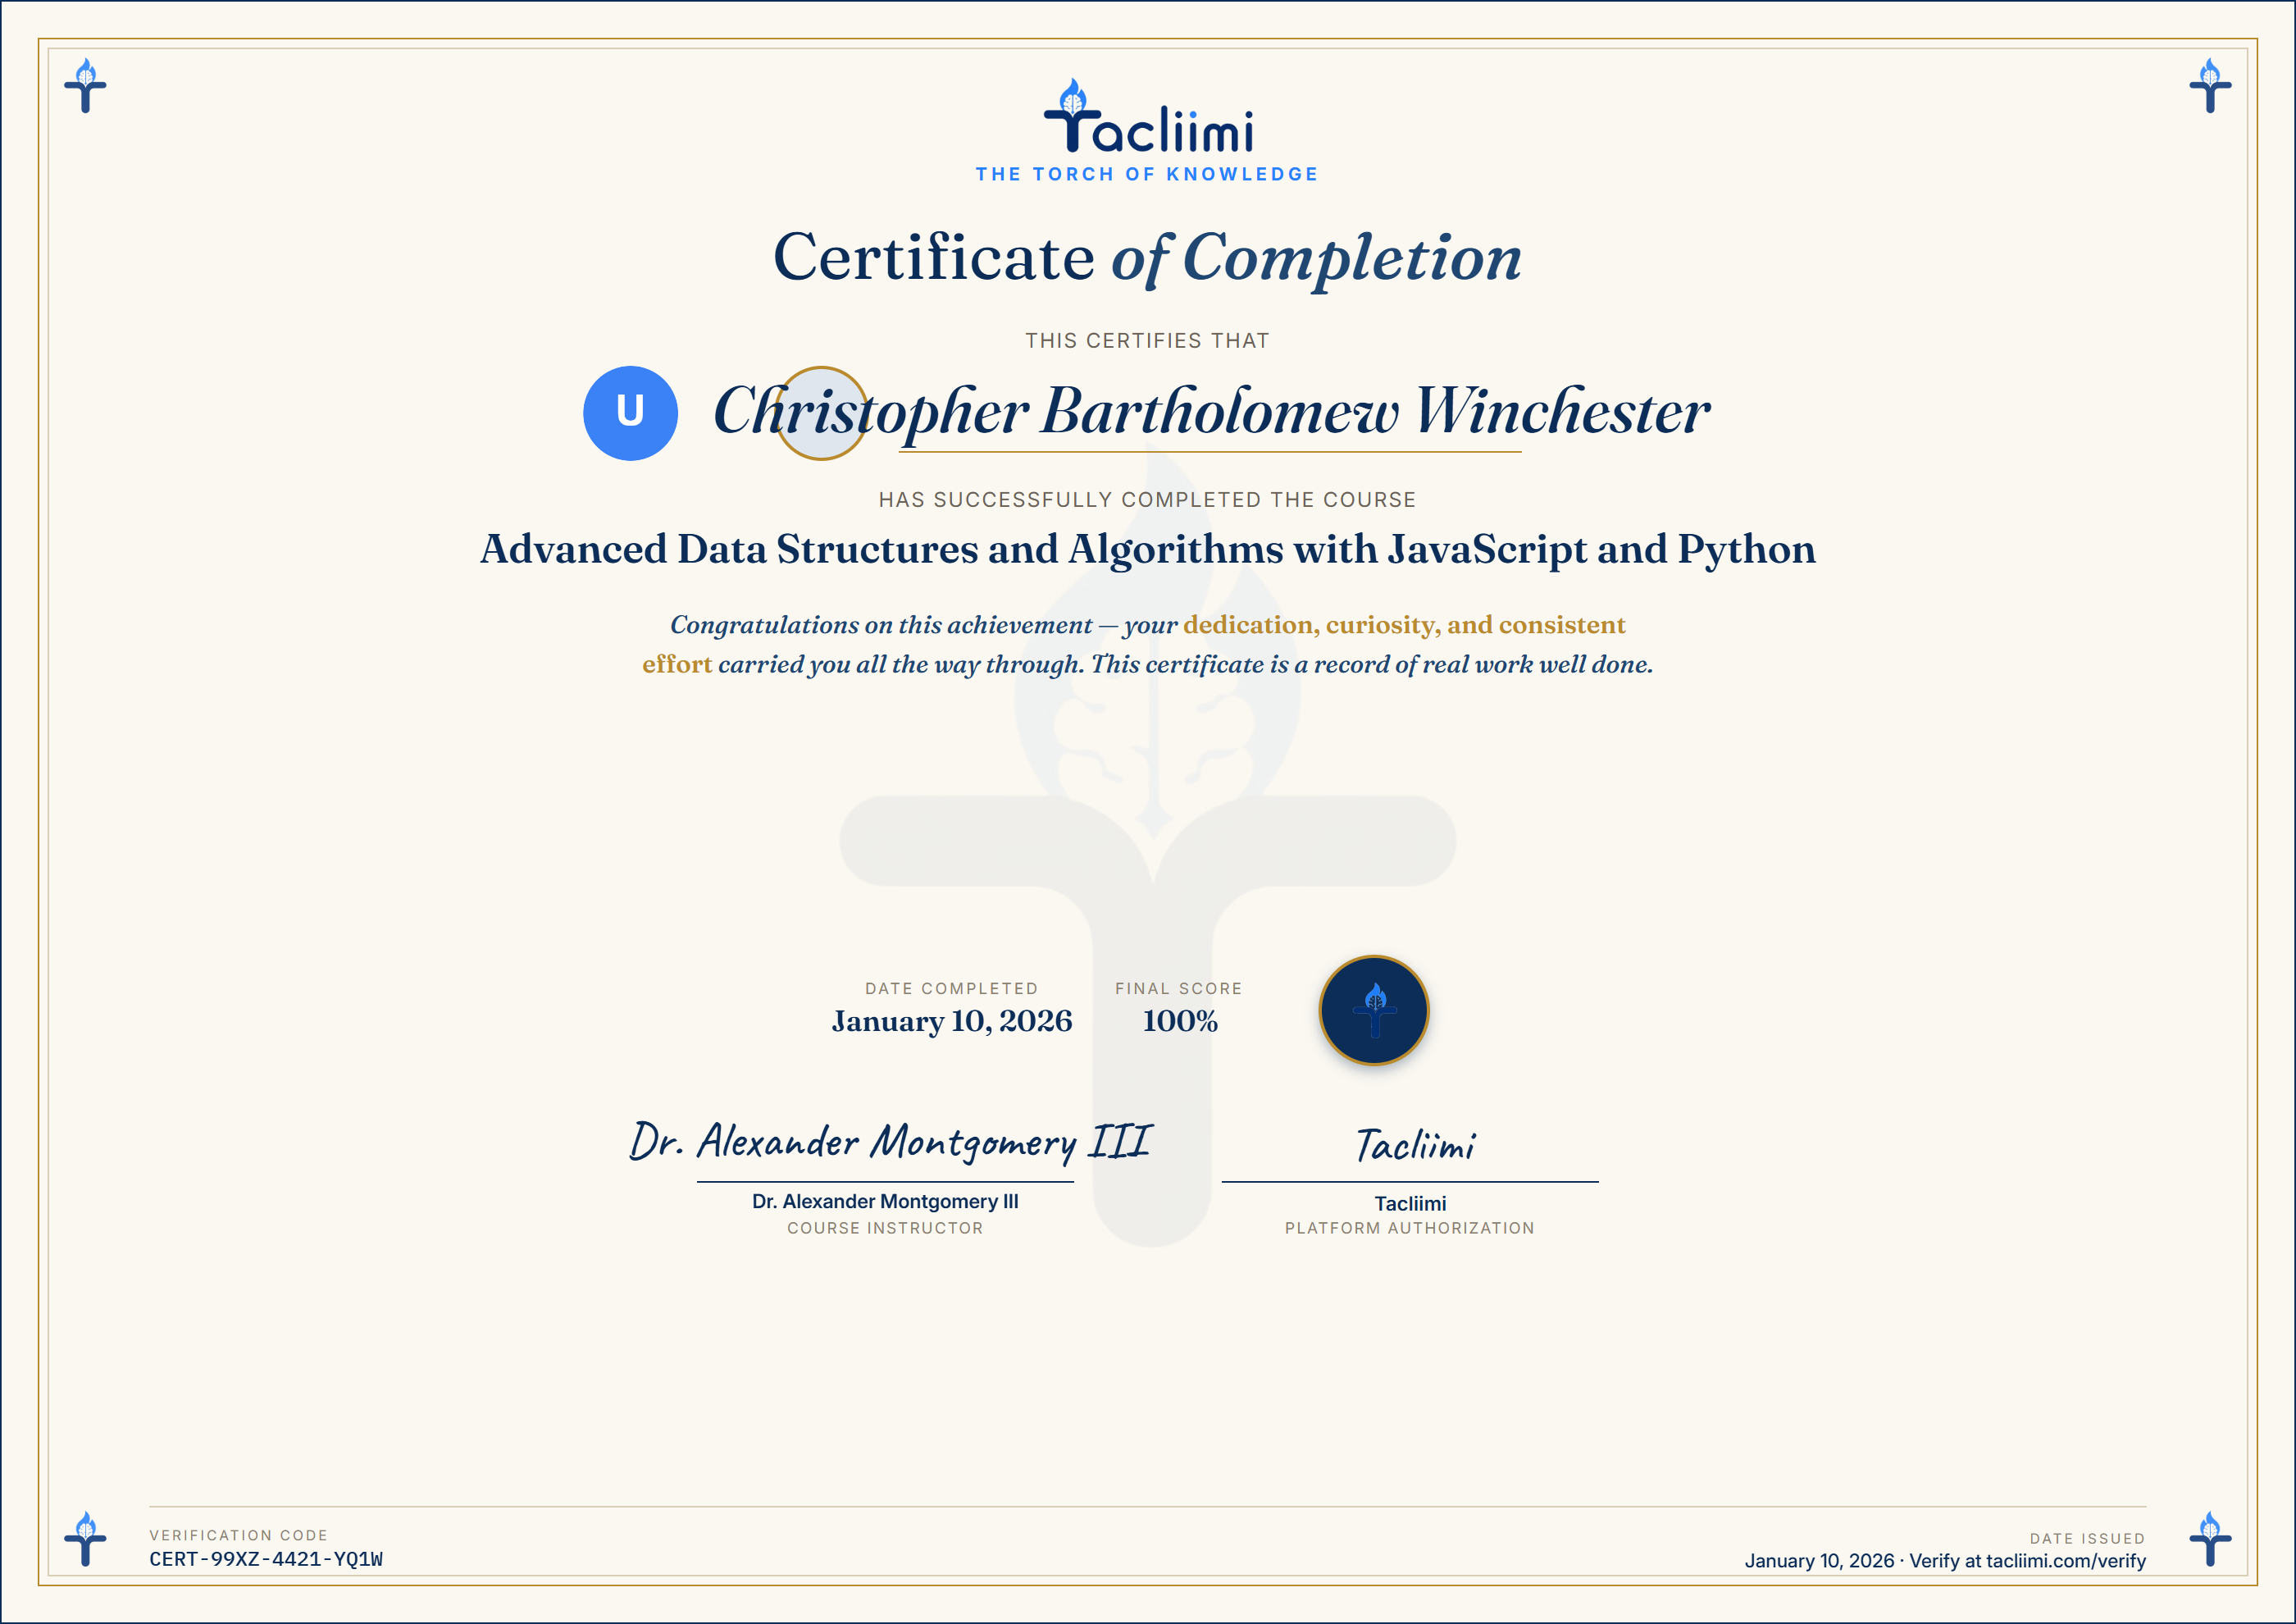 Tacliimi
THE TORCH OF KNOWLEDGE
Certificate of Completion
THIS CERTIFIES THAT
U
Christopher Bartholomew Winchester
HAS SUCCESSFULLY COMPLETED THE COURSE
Advanced Data Structures and Algorithms with JavaScript and Python
Congratulations on this achievement — your dedication, curiosity, and consistent
effort carried you all the way through. This certificate is a record of real work well done.
DATE COMPLETED
January 10, 2026
FINAL SCORE
100%
Dr. Alexander Montgomery III
Dr. Alexander Montgomery III
COURSE INSTRUCTOR
Tacliimi
Tacliimi
PLATFORM AUTHORIZATION
VERIFICATION CODE
CERT-99XZ-4421-YQ1W
DATE ISSUED
January 10, 2026 · Verify at tacliimi.com/verify